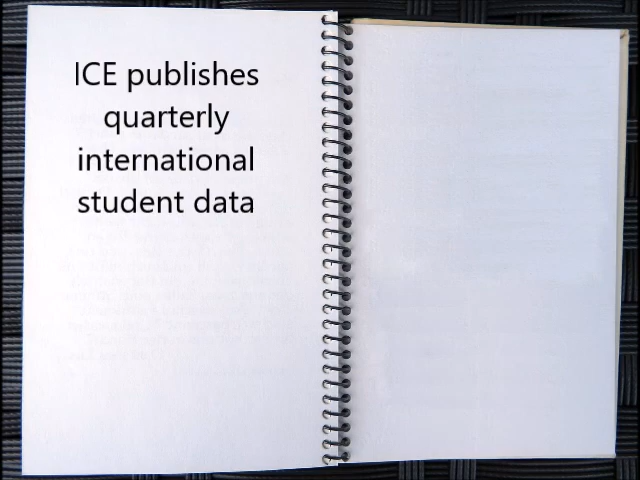 ICE publishes
quarterly
international
student data